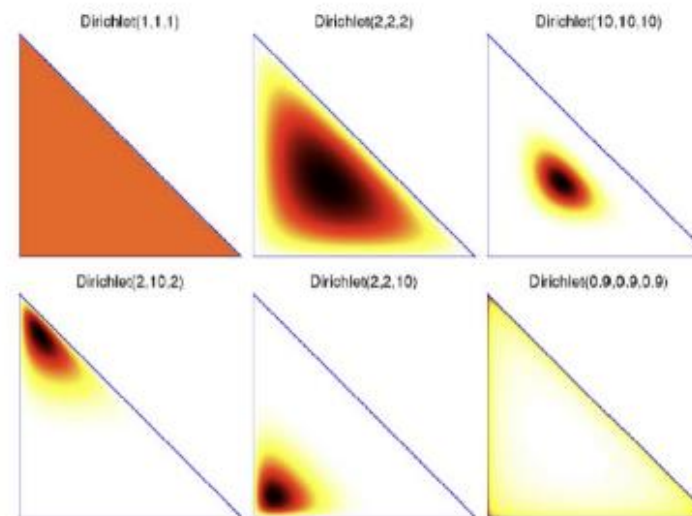 Dirichlet(1,1,1)
Dirichlet(2,2,2)
Dirichlet(10,10,10)
Dirichlet(2,10,2)
Dirichlet(2,2,10)
Dirichlet(0.9,0.9,0.9)